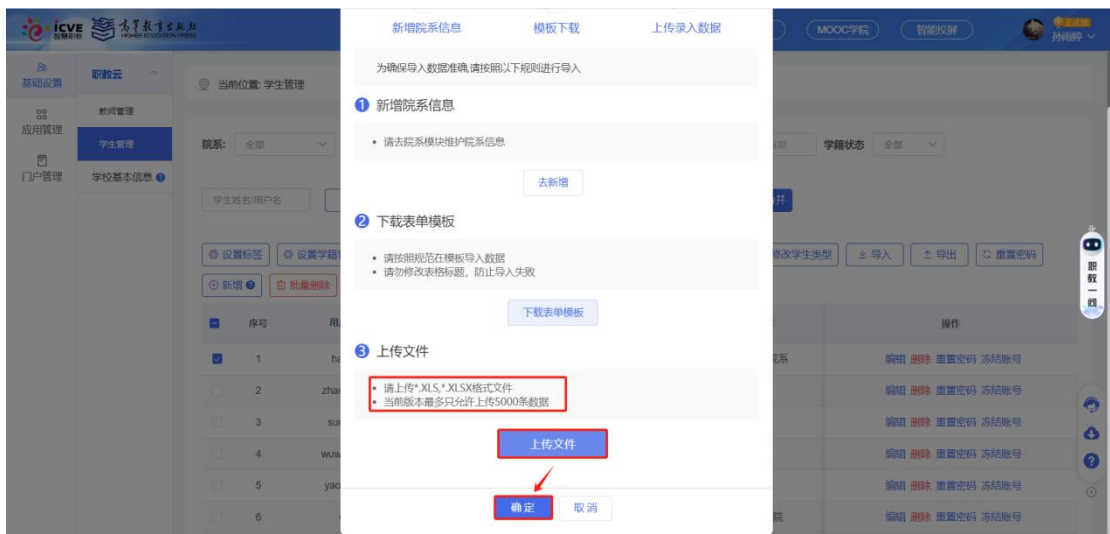 icve 智慧职教 高等教育出版社
HIGHER EDUCATION PRESS
MOOC学院
智能投屏
正式版
孙雨婷
基础设置
应用管理
门户管理
职教云
教师管理
学生管理
学校基本信息
当前位置: 学生管理
院系: 全部
学籍状态 全部
学生姓名/用户名
设置标签
修改学生类型
导入
导出
重置密码
新增
批量删除
新增院系信息 模板下载 上传录入数据
为确保导入数据准确,请按照以下规则进行导入
1 新增院系信息
• 请去院系模块维护院系信息
去新增
2 下载表单模板
• 请按照规范在模板导入数据
• 请勿修改表格标题，防止导入失败
下载表单模板
3 上传文件
• 请上传*.XLS,*.XLSX格式文件
• 当前版本最多只允许上传5000条数据
上传文件
确定 取消
序号 操作
1 编辑 删除 重置密码 冻结账号
2 编辑 删除 重置密码 冻结账号
3 编辑 删除 重置密码 冻结账号
4 编辑 删除 重置密码 冻结账号
5 编辑 删除 重置密码 冻结账号
6 编辑 删除 重置密码 冻结账号
职教一问